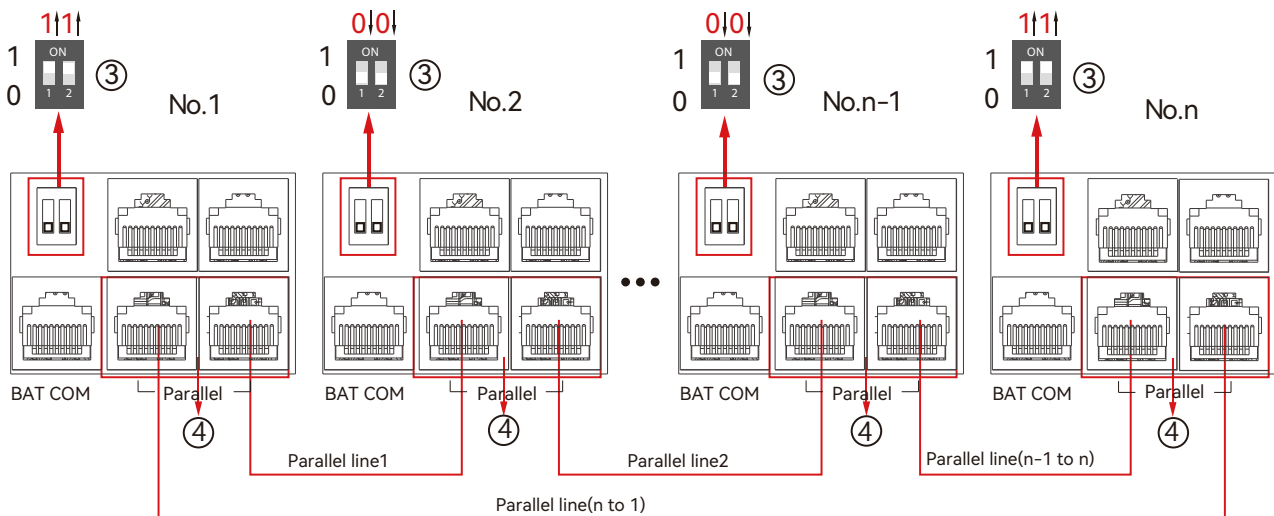 1↑1↑ 0↓0↓ 0↓0↓ 1↑1↑
1 ON 1 ON 1 ON 1 ON
③ ③ ③ ③
0 1 2 0 1 2 0 1 2 0 1 2
No.1 No.2 No.n-1 No.n
•••
BAT COM Parallel BAT COM Parallel BAT COM Parallel BAT COM Parallel
④ ④ ④ ④
Parallel line1 Parallel line2 Parallel line(n-1 to n)
Parallel line(n to 1)